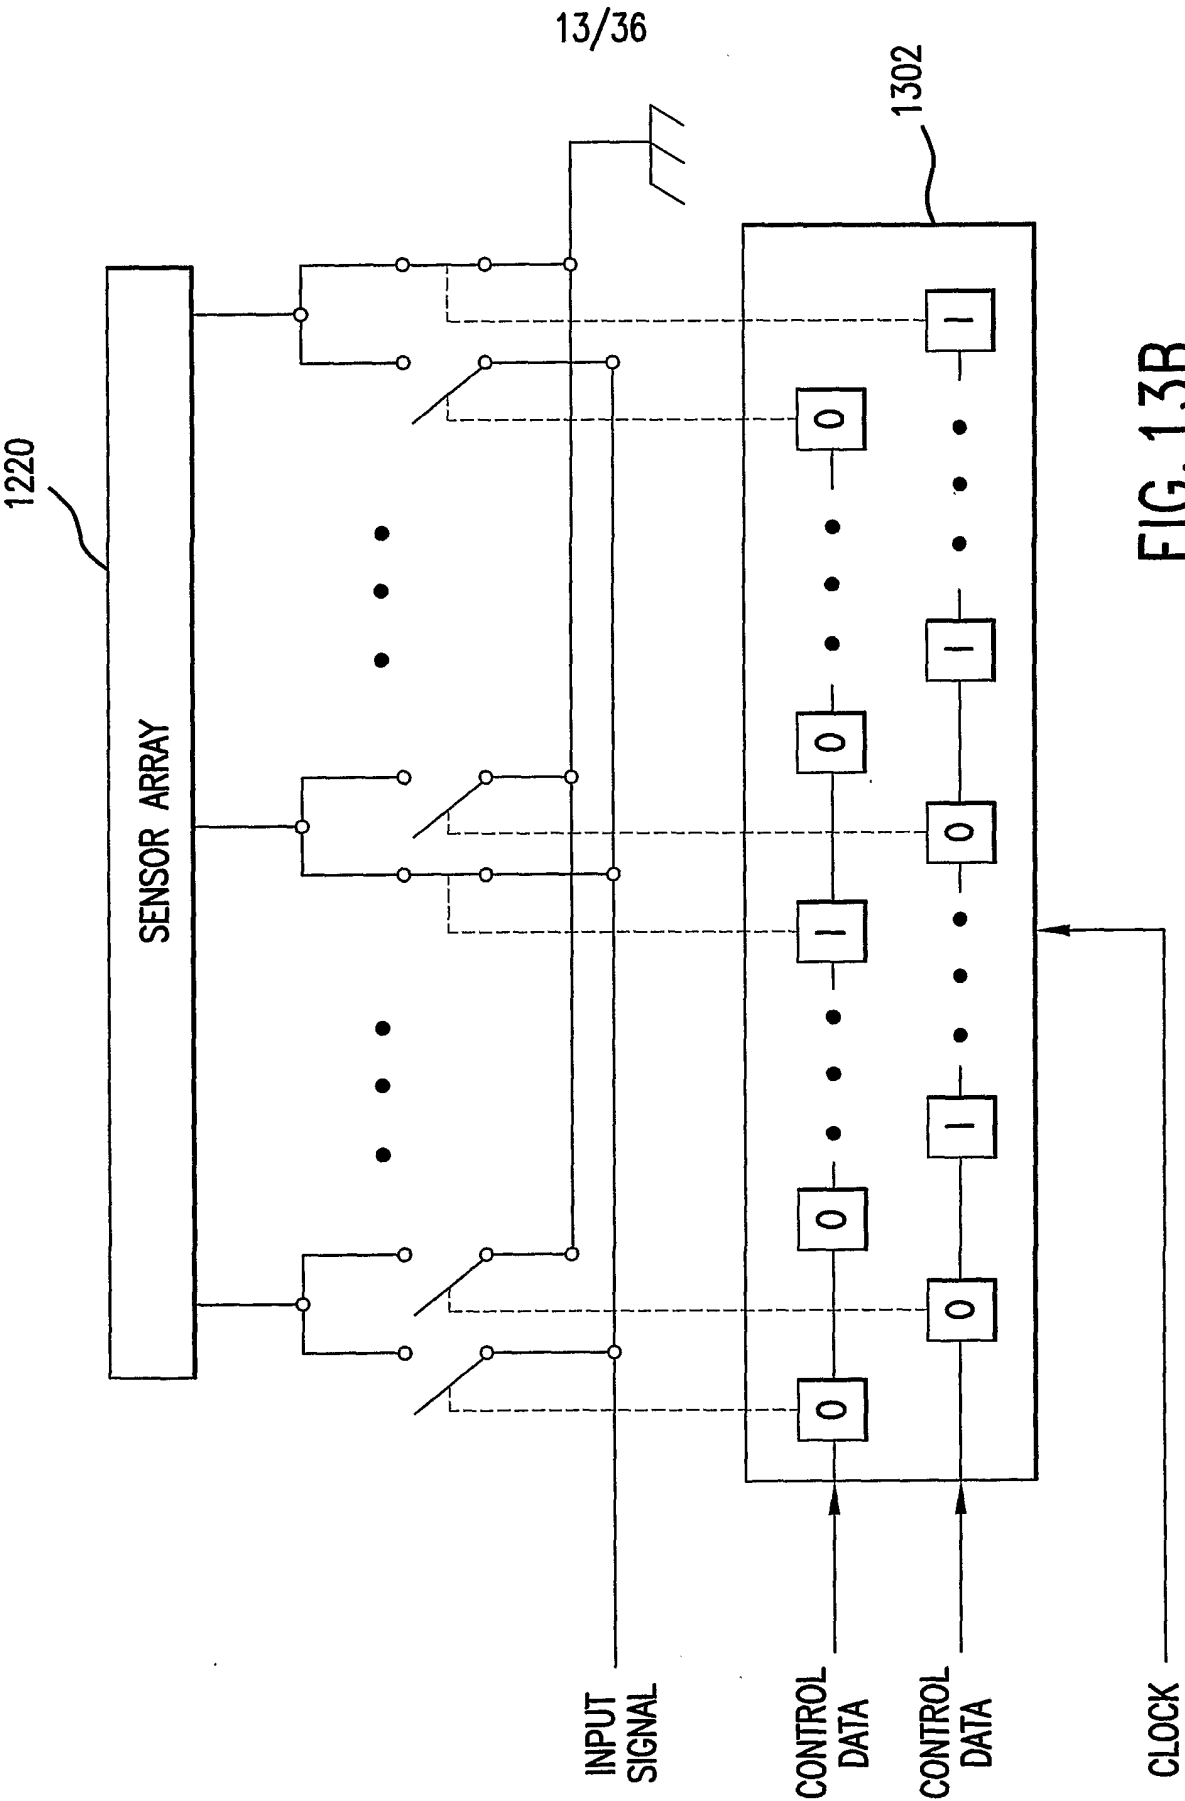 13/36
1220
SENSOR ARRAY
1302
INPUT
SIGNAL
CONTROL
DATA
0
0
1
0
0
CONTROL
DATA
0
1
0
1
1
CLOCK
FIG. 13B